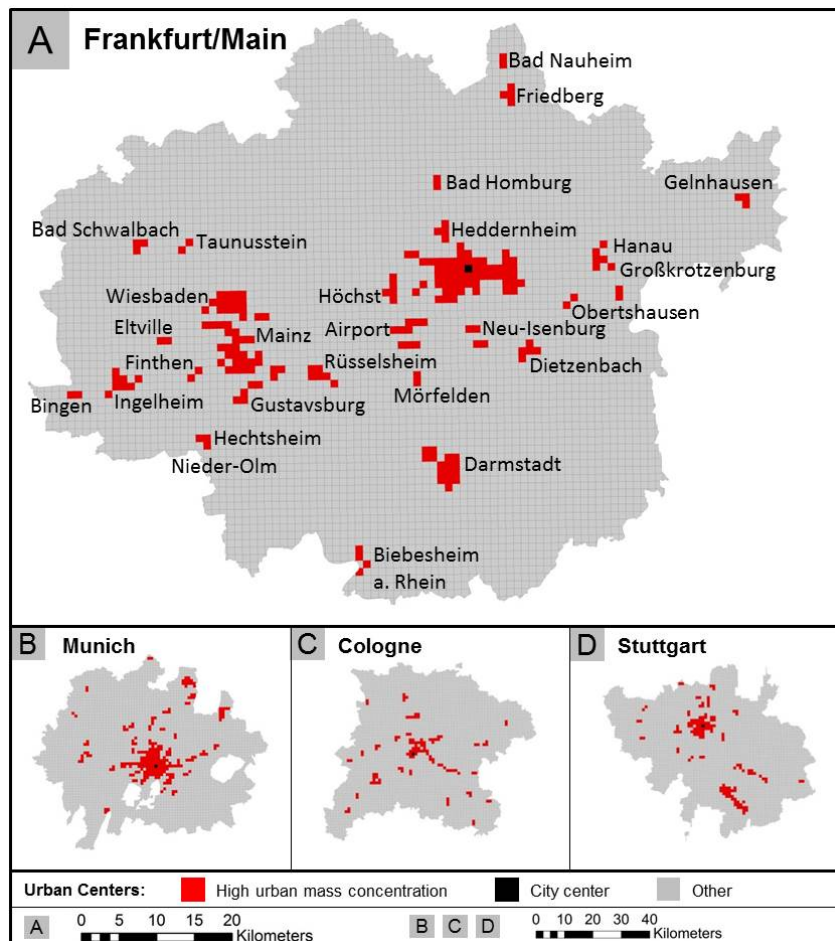 A Frankfurt/Main
Bad Nauheim
Friedberg
Bad Homburg
Gelnhausen
Bad Schwalbach
Taunusstein
Heddernheim
Hanau
Großkrotzenburg
Wiesbaden
Höchst
Obertshausen
Eltville
Mainz
Airport
Neu-Isenburg
Finthen
Rüsselsheim
Dietzenbach
Bingen
Ingelheim
Gustavsburg
Mörfelden
Hechtsheim
Nieder-Olm
Darmstadt
Biebesheim
a. Rhein
B Munich
C Cologne
D Stuttgart
Urban Centers: High urban mass concentration City center Other
A 0 5 10 20 Kilometers
B C D 0 10 20 30 40 Kilometers